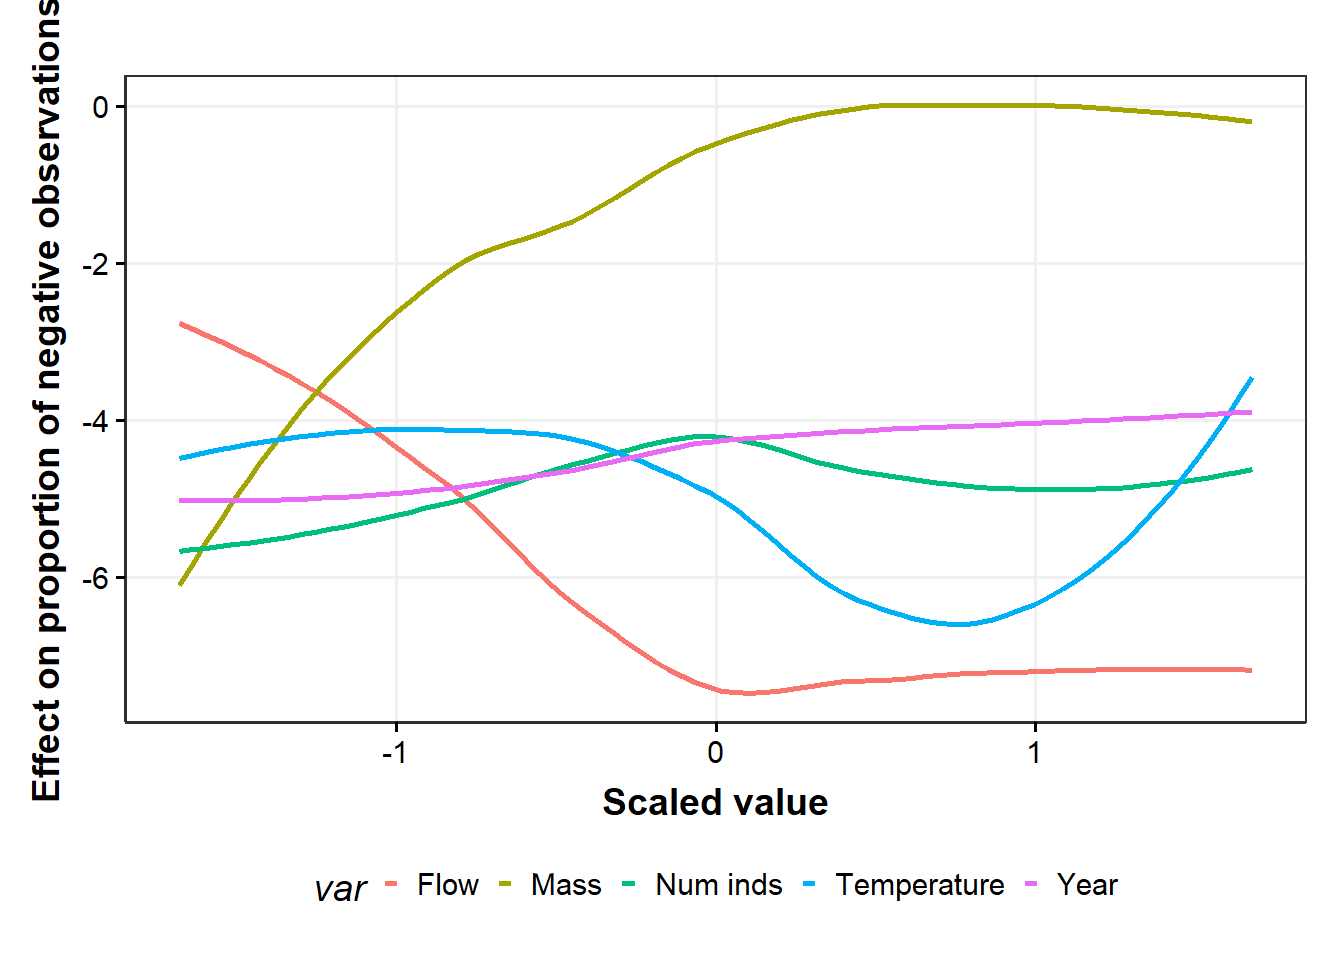 Effect on proportion of negative observations
0
-2
-4
-6
-1 0 1
Scaled value
var Flow Mass Num inds Temperature Year